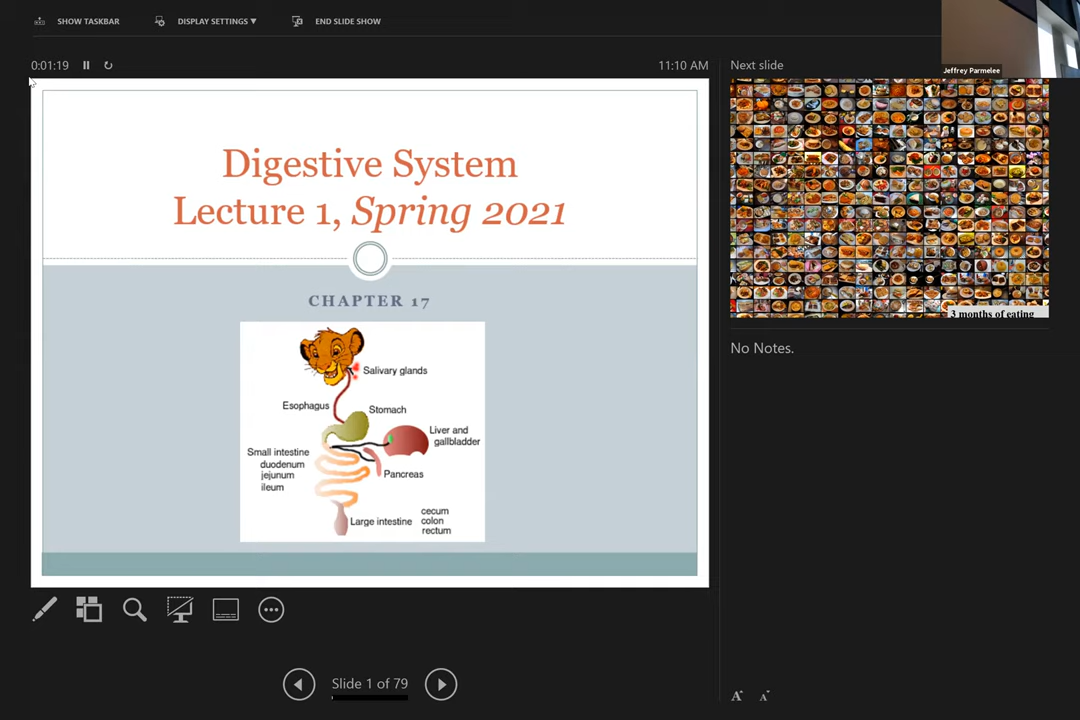 SHOW TASKBAR
DISPLAY SETTINGS ▼
END SLIDE SHOW
Jeffrey Parmelee
0:01:19
11:10 AM
Next slide
Digestive System
Lecture 1, Spring 2021
CHAPTER 17
Salivary glands
Esophagus
Stomach
Liver and
gallbladder
Small intestine
duodenum
jejunum
ileum
Pancreas
Large intestine
cecum
colon
rectum
3 months of eating
No Notes.
Slide 1 of 79
A
A